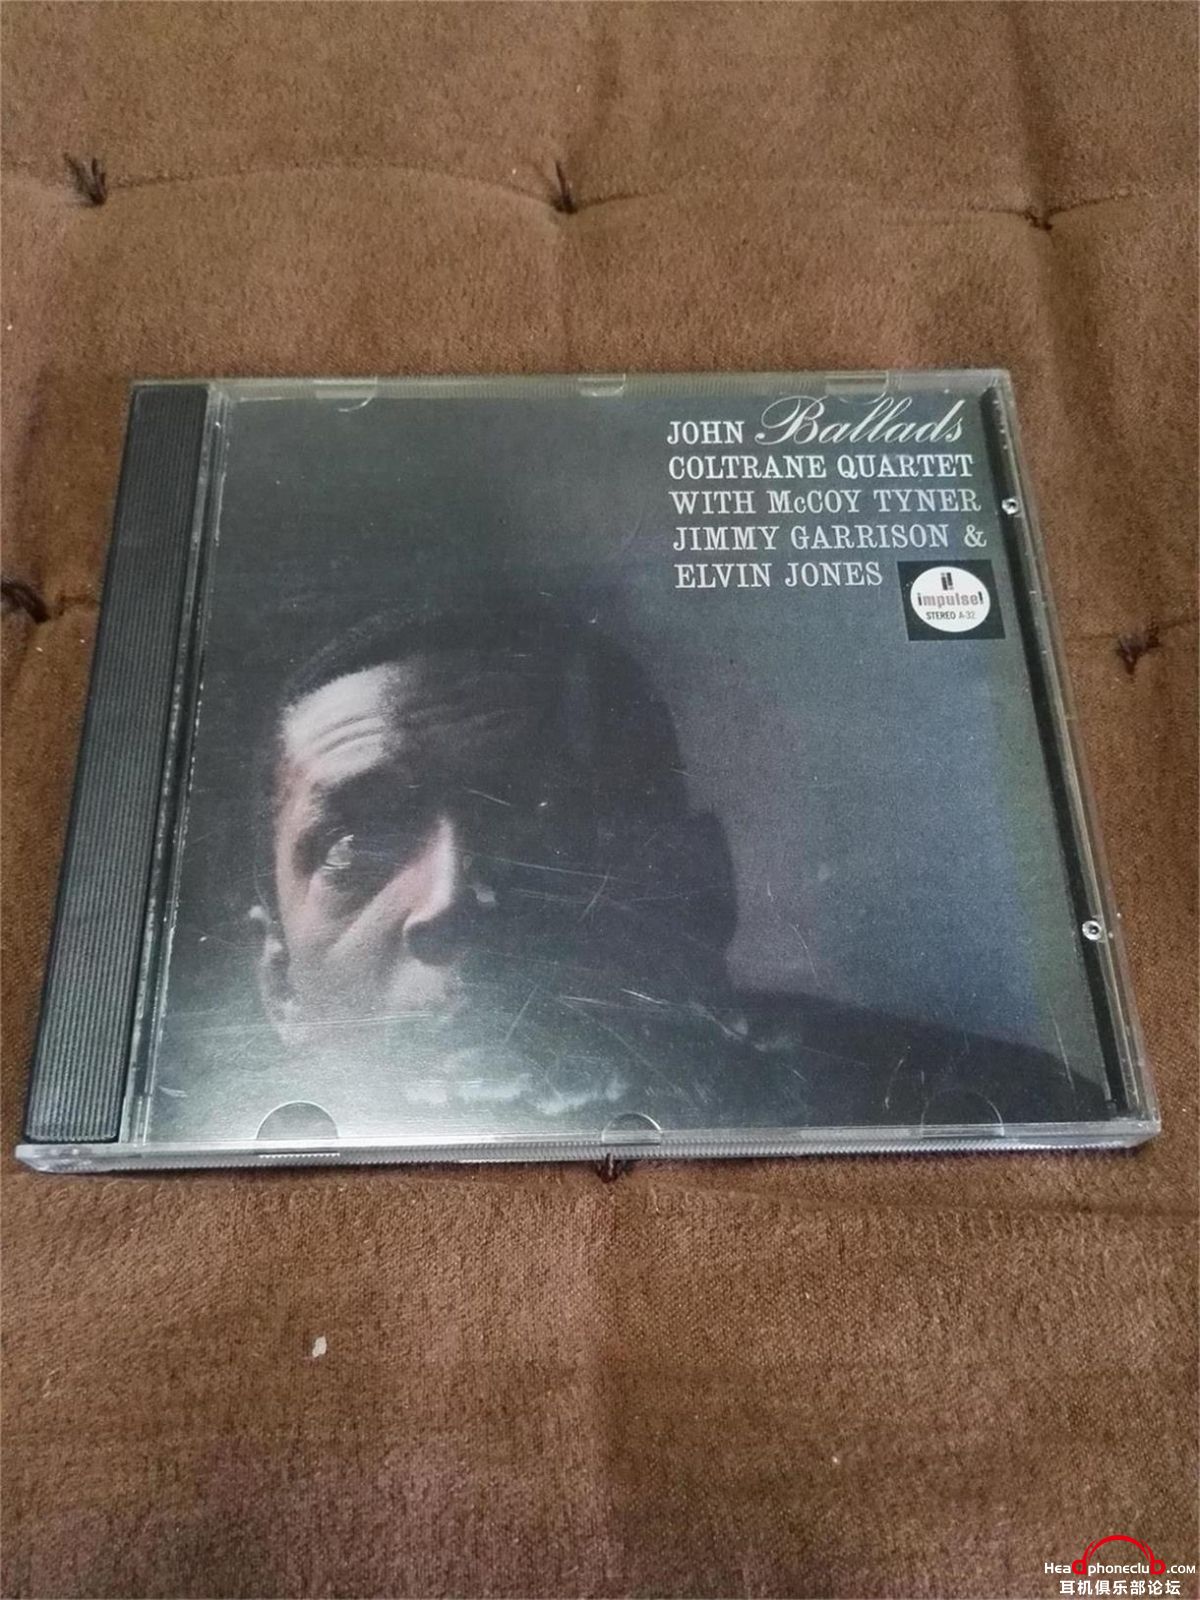 JOHN Ballads
COLTRANE QUARTET
WITH McCOY TYNER
JIMMY GARRISON &
ELVIN JONES
impulse!
STEREO A-32
Headphoneclub.com
耳机俱乐部论坛